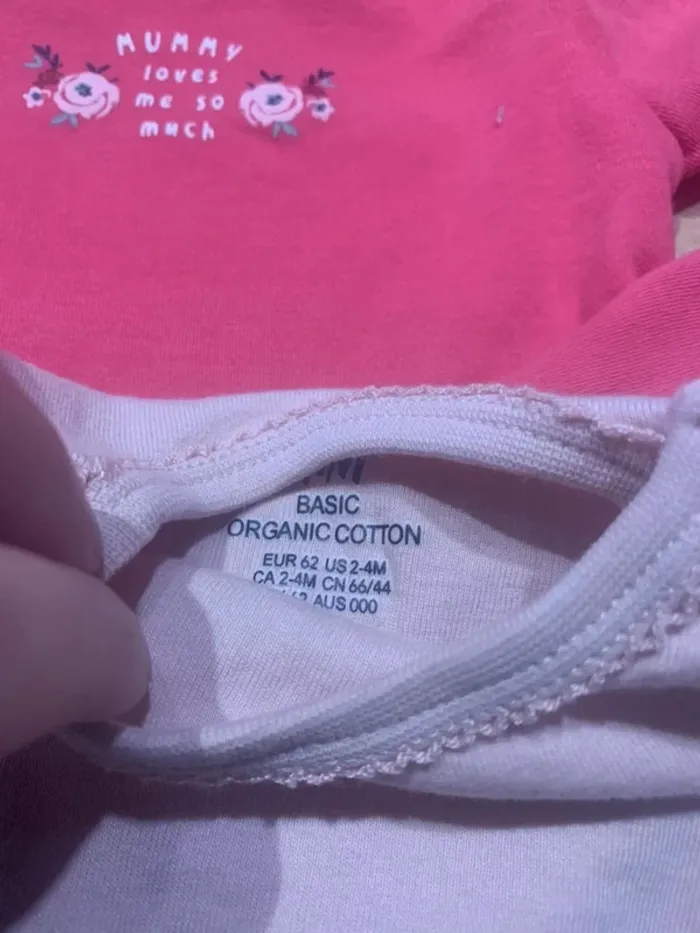 MUMMY
loves
me so
much
BASIC
ORGANIC COTTON
EUR 62 US 2-4M
CA 2-4M CN 66/44
AUS 000